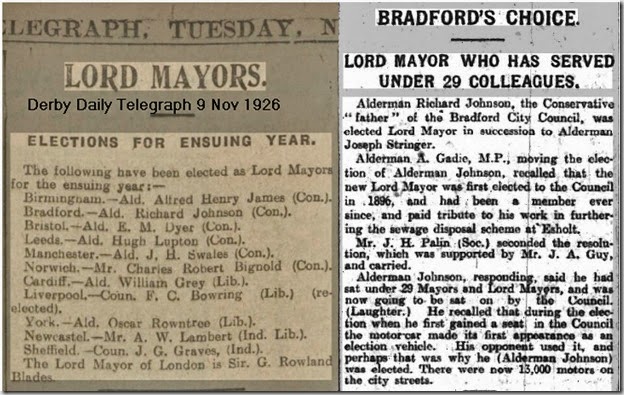 ELEGRAPH, TUESDAY, N
LORD MAYORS.
Derby Daily Telegraph 9 Nov 1926
ELECTIONS FOR ENSUING YEAR.
The following have been elected as Lord Mayors
for the ensuing year:—
Birmingham.—Ald. Alfred Henry James (Con.).
Bradford.—Ald. Richard Johnson (Con.).
Bristol.—Ald. E. M. Dyer (Con.).
Leeds.—Ald. Hugh Lupton (Con.).
Manchester.—Ald. J. H. Swales (Con.).
Norwich.—Mr. Charles Robert Bignold (Con.).
Cardiff.—Ald. William Grey (Lib.).
Liverpool.—Coun. F. C. Bowring (Lib.) (re-
elected).
York.—Ald. Oscar Rowntree (Lib.).
Newcastel.—Mr. A. W. Lambert (Ind. Lib.).
Sheffield.—Coun. J. G. Graves, (Ind.).
The Lord Mayor of London is Sir. G. Rowland
Blades.
BRADFORD'S CHOICE.
LORD MAYOR WHO HAS SERVED
UNDER 29 COLLEAGUES.
Alderman Richard Johnson, the Conservative
"father" of the Bradford City Council, was
elected Lord Mayor in succession to Alderman
Joseph Stringer.
Alderman A. Gadie, M.P., moving the elec-
tion of Alderman Johnson, recalled that the
new Lord Mayor was first elected to the Council
in 1896, and had been a member ever
since, and paid tribute to his work in further-
ing the sewage disposal scheme at Esholt.
Mr. J. H. Palin (Soc.) seconded the resolu-
tion, which was supported by Mr. J. A. Guy,
and carried.
Alderman Johnson, responding, said he had
sat under 29 Mayors and Lord Mayors, and was
now going to be sat on by the Council.
(Laughter.) He recalled that during the elec-
tion when he first gained a seat in the Council
the motor car made its first appearance as an
election vehicle. His opponent used it, and
perhaps that was why he (Alderman Johnson)
was elected. There were now 13,000 motors on
the city streets.